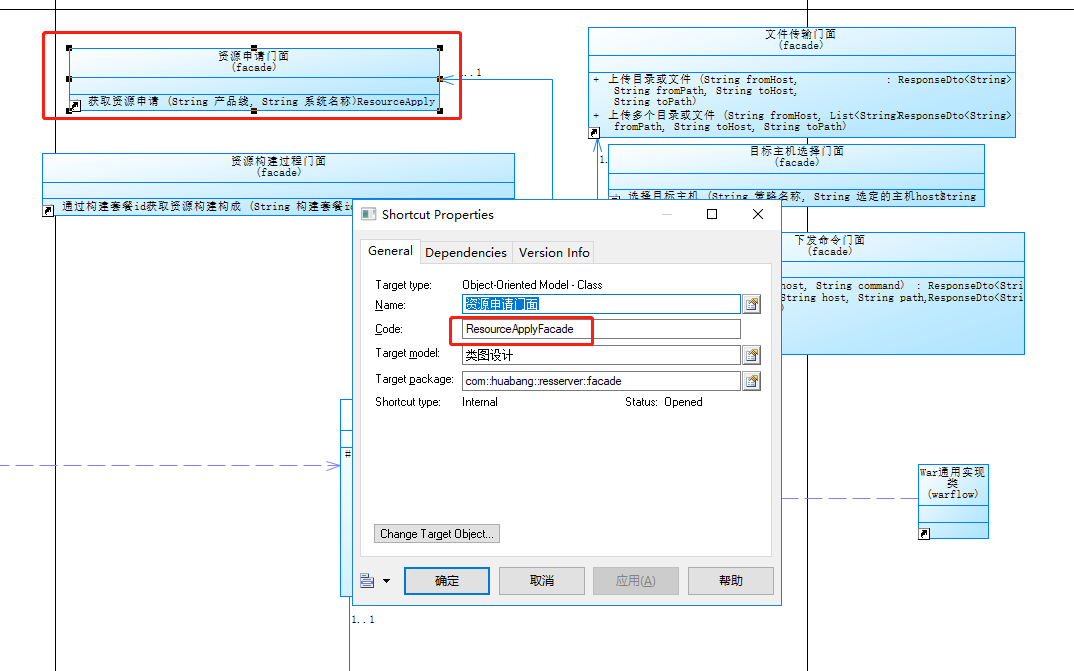 资源申请门面
(facade)
1..1
获取资源申请 (String 产品线, String 系统名称)ResourceApply
文件传输门面
(facade)
+ 上传目录或文件 (String fromHost, : ResponseDto<String>
String fromPath, String toHost,
String toPath)
+ 上传多个目录或文件 (String fromHost, List<String>ResponseDto<String>
fromPath, String toHost, String toPath)
1.
资源构建过程门面
(facade)
通过构建套餐id获取资源构建构成 (String 构建套餐id
目标主机选择门面
(facade)
选择目标主机 (String 策略名称, String 选定的主机host String
下发命令门面
(facade)
host, String command) : ResponseDto<Stri
String host, String path, ResponseDto<Stri
)
Shortcut Properties
General Dependencies Version Info
Target type: Object-Oriented Model - Class
Name: 资源申请门面
Code: ResourceApplyFacade
Target model: 类图设计
Target package: com::huabang::resserver::facade
Shortcut type: Internal Status: Opened
#
War通用实现
类
(warflow)
Change Target Object...
确定 取消 应用(A) 帮助
1..1